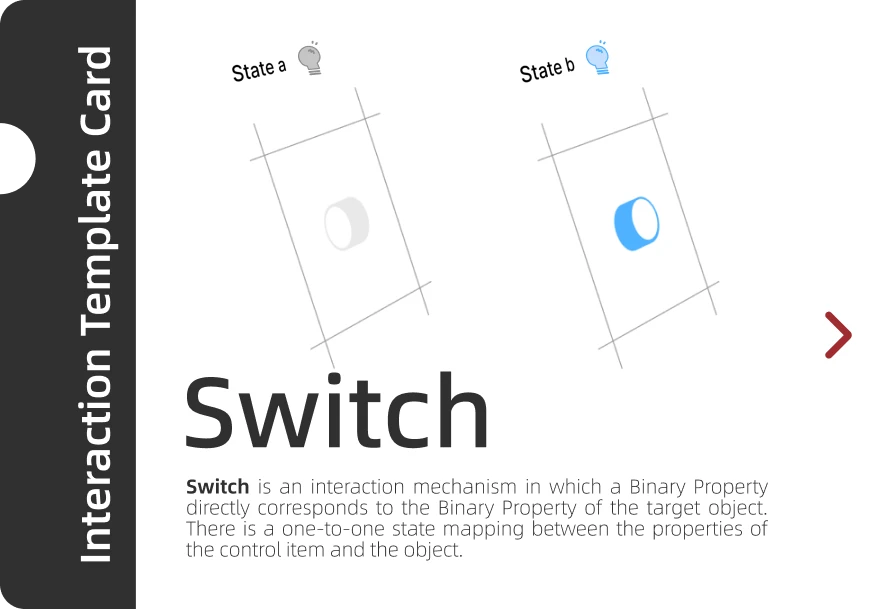 Interaction Template Card
State a
State b
Switch
Switch is an interaction mechanism in which a Binary Property
directly corresponds to the Binary Property of the target object.
There is a one-to-one state mapping between the properties of
the control item and the object.